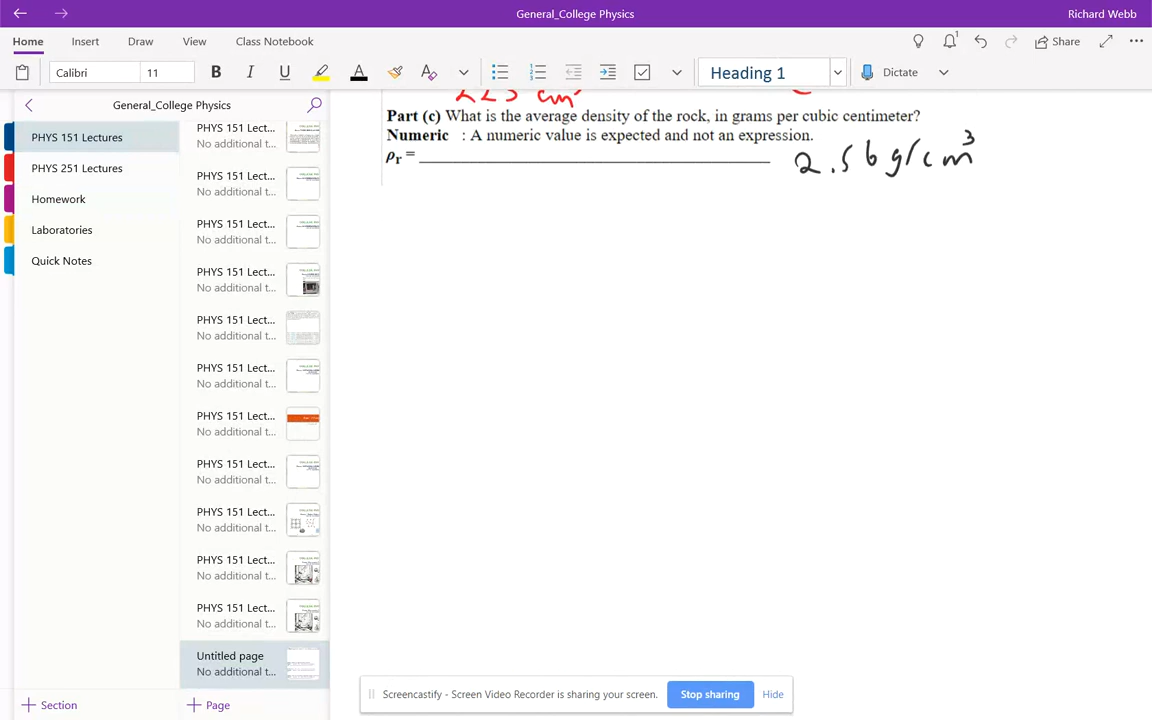 General_College Physics
Richard Webb
Home Insert Draw View Class Notebook
1
Share
Calibri 11 B I U A Heading 1 Dictate
General_College Physics
PHYS 151 Lectures
PHYS 251 Lectures
Homework
Laboratories
Quick Notes
PHYS 151 Lect...
No additional t...
PHYS 151 Lect...
No additional t...
PHYS 151 Lect...
No additional t...
PHYS 151 Lect...
No additional t...
PHYS 151 Lect...
No additional t...
PHYS 151 Lect...
No additional t...
PHYS 151 Lect...
No additional t...
PHYS 151 Lect...
No additional t...
PHYS 151 Lect...
No additional t...
PHYS 151 Lect...
No additional t...
PHYS 151 Lect...
No additional t...
Untitled page
No additional t...
Section
Page
cm³
Part (c) What is the average density of the rock, in grams per cubic centimeter?
Numeric : A numeric value is expected and not an expression.
ρr = ________________________________________ 2.56 g/cm³
Screencastify - Screen Video Recorder is sharing your screen. Stop sharing Hide